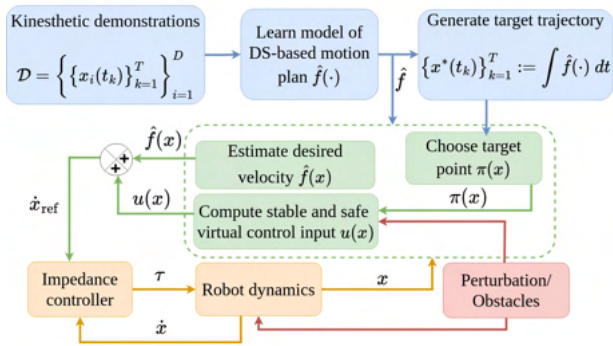 Kinesthetic demonstrations
𝒟 = { { x_i(t_k) }_{k=1}^T }_{i=1}^D
Learn model of
DS-based motion
plan f̂(·)
Generate target trajectory
{ x*(t_k) }_{k=1}^T := ∫ f̂(·) dt
f̂
f̂(x)
Estimate desired
velocity f̂(x)
Choose target
point π(x)
+
+
u(x)
π(x)
Compute stable and safe
virtual control input u(x)
ẋ_ref
Impedance
controller
τ
Robot dynamics
x
Perturbation/
Obstacles
ẋ